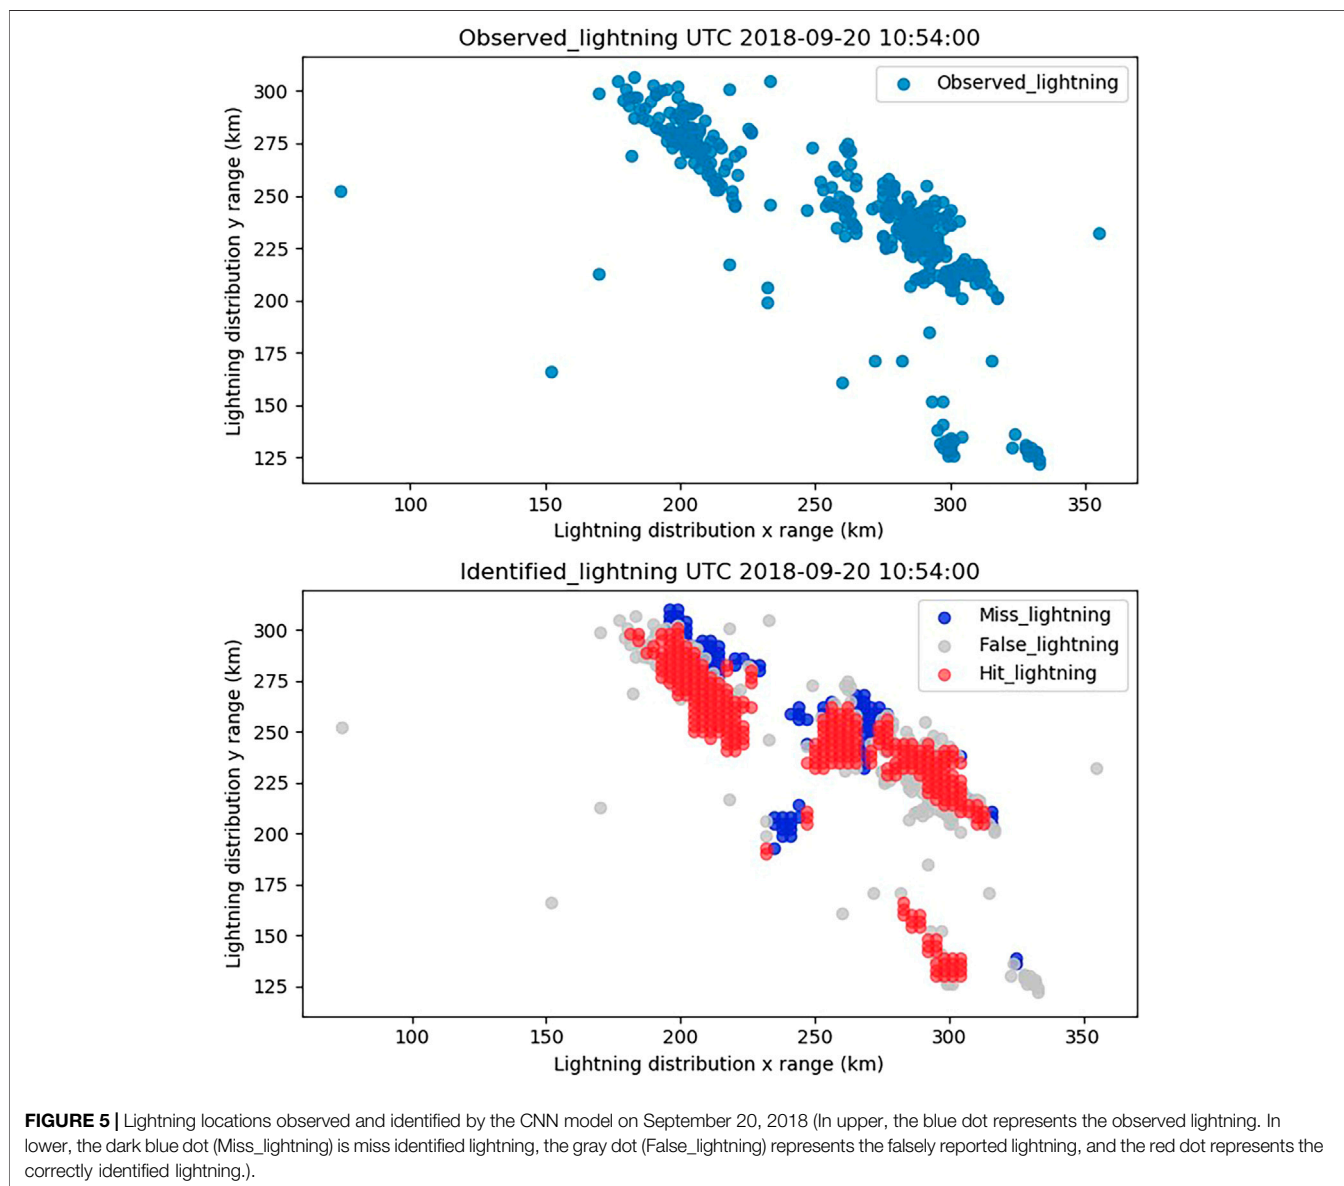 Observed_lightning UTC 2018-09-20 10:54:00
Observed_lightning
Lightning distribution y range (km)
300
275
250
225
200
175
150
125
100 150 200 250 300 350
Lightning distribution x range (km)
Identified_lightning UTC 2018-09-20 10:54:00
Miss_lightning
False_lightning
Hit_lightning
Lightning distribution y range (km)
300
275
250
225
200
175
150
125
100 150 200 250 300 350
Lightning distribution x range (km)
FIGURE 5 | Lightning locations observed and identified by the CNN model on September 20, 2018 (In upper, the blue dot represents the observed lightning. In
lower, the dark blue dot (Miss_lightning) is miss identified lightning, the gray dot (False_lightning) represents the falsely reported lightning, and the red dot represents the
correctly identified lightning.).